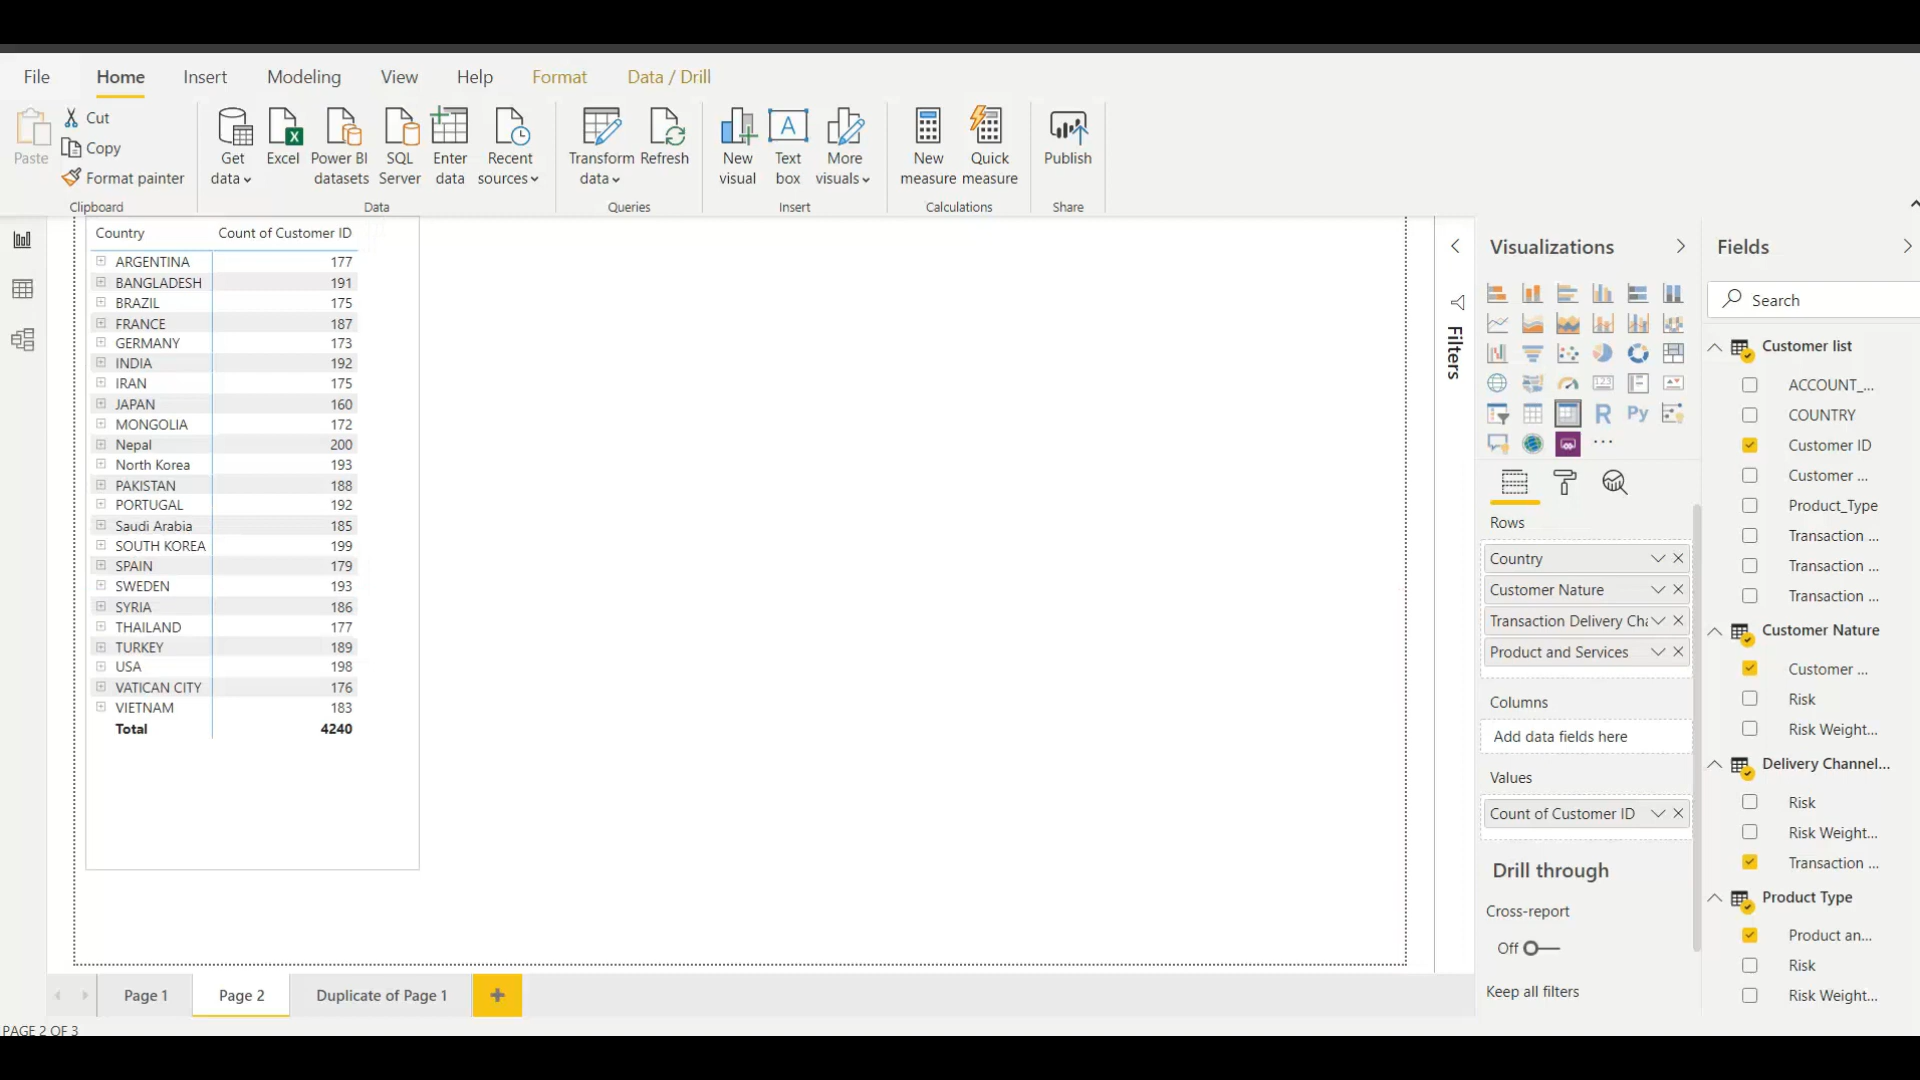 File Home Insert Modeling View Help Format Data / Drill
Paste
Cut
Copy
Format painter
Clipboard
Get data
Excel
Power BI datasets
SQL Server
Enter data
Recent sources
Data
Transform data
Refresh
Queries
New visual
Text box
More visuals
Insert
New measure
Quick measure
Calculations
Publish
Share
Country Count of Customer ID
ARGENTINA 177
BANGLADESH 191
BRAZIL 175
FRANCE 187
GERMANY 173
INDIA 192
IRAN 175
JAPAN 160
MONGOLIA 172
Nepal 200
North Korea 193
PAKISTAN 188
PORTUGAL 192
Saudi Arabia 185
SOUTH KOREA 199
SPAIN 179
SWEDEN 193
SYRIA 186
THAILAND 177
TURKEY 189
USA 198
VATICAN CITY 176
VIETNAM 183
Total 4240
Filters
Visualizations
R Py
123
Rows
Country
Customer Nature
Transaction Delivery Cha
Product and Services
Columns
Add data fields here
Values
Count of Customer ID
Drill through
Cross-report
Off
Keep all filters
Fields
Search
Customer list
ACCOUNT_...
COUNTRY
Customer ID
Customer ...
Product_Type
Transaction ...
Transaction ...
Transaction ...
Customer Nature
Customer ...
Risk
Risk Weight...
Delivery Channel...
Risk
Risk Weight...
Transaction ...
Product Type
Product an...
Risk
Risk Weight...
Page 1 Page 2 Duplicate of Page 1
PAGE 2 OF 3